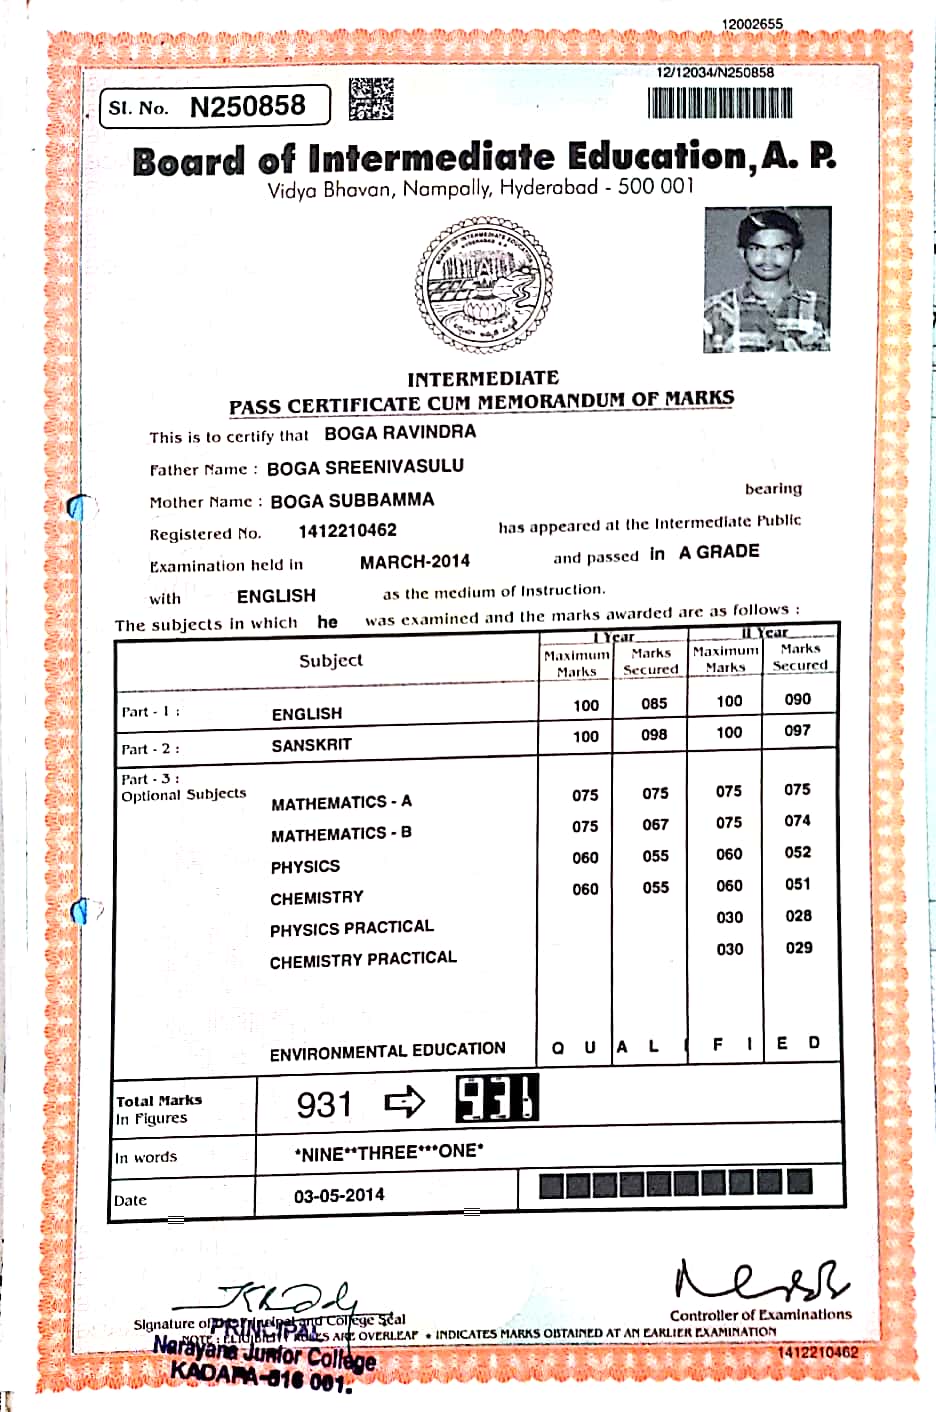 12002655
12/12034/N250858
Sl. No. N250858
Board of Intermediate Education, A. P.
Vidya Bhavan, Nampally, Hyderabad - 500 001
BOARD OF INTERMEDIATE EDUCATION
HYDERABAD
INTERMEDIATE
PASS CERTIFICATE CUM MEMORANDUM OF MARKS
This is to certify that BOGA RAVINDRA
Father Name : BOGA SREENIVASULU
Mother Name : BOGA SUBBAMMA bearing
Registered No. 1412210462 has appeared at the Intermediate Public
Examination held in MARCH-2014 and passed in A GRADE
with ENGLISH as the medium of Instruction.
The subjects in which he was examined and the marks awarded are as follows :
Subject I Year II Year
Maximum Marks Marks Secured Maximum Marks Marks Secured
Part - 1 : ENGLISH 100 085 100 090
Part - 2 : SANSKRIT 100 098 100 097
Part - 3 :
Optional Subjects
MATHEMATICS - A 075 075 075 075
MATHEMATICS - B 075 067 075 074
PHYSICS 060 055 060 052
CHEMISTRY 060 055 060 051
PHYSICS PRACTICAL 030 028
CHEMISTRY PRACTICAL 030 029
ENVIRONMENTAL EDUCATION Q U A L I F I E D
Total Marks
In Figures 931 931
In words *NINE**THREE***ONE*
Date 03-05-2014
Signature of the Principal and College Seal
Controller of Examinations
NOTE : ARE OVERLEAF * INDICATES MARKS OBTAINED AT AN EARLIER EXAMINATION
PRINCIPAL
Narayana Junior College
KADAPA-516 001.
1412210462